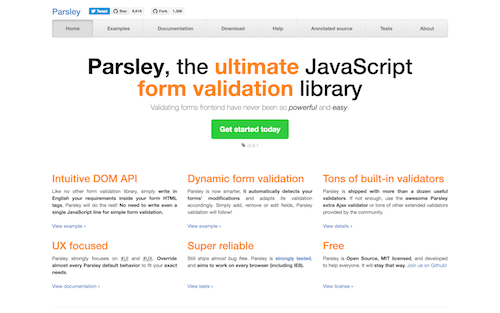 Parsley Tweet Star 8,619 Fork 1,306
Home Examples Documentation Download Help Annotated source Tests About
Parsley, the ultimate JavaScript
form validation library
Validating forms frontend have never been so powerful and easy.
Get started today
Intuitive DOM API
Like no other form validation library, simply write in
English your requirements inside your form HTML
tags, Parsley will do the rest! No need to write even a
single JavaScript line for simple form validation.
View example »
Dynamic form validation
Parsley is now smarter, it automatically detects your
forms' modifications and adapts its validation
accordingly. Simply add, remove or edit fields, Parsley
validation will follow!
View example »
Tons of built-in validators
Parsley is shipped with more than a dozen useful
validators. If not enough, use the awesome Parsley
extra Ajax validator or tons of other extended validators
provided by the community.
View details »
UX focused
Parsley strongly focuses on #UI and #UX. Override
almost every Parsley default behavior to fit your exact
needs.
View documentation »
Super reliable
Still ships almost bug free. Parsley is strongly tested,
and aims to work on every browser (including IE8).
View tests »
Free
Parsley is Open Source, MIT licensed, and developed
to help everyone. It will stay that way. Join us on Github!
View license »